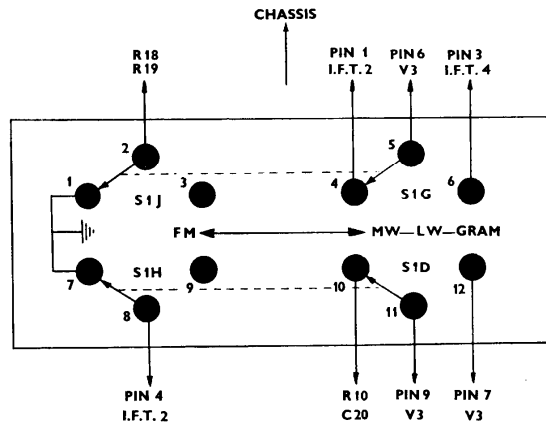 CHASSIS
R18
R19
PIN 1
I.F.T. 2
PIN 6
V3
PIN 3
I.F.T. 4
2
5
1
3
4
6
S1J
S1G
FM
MW—LW—GRAM
S1H
S1D
7
9
10
12
8
11
PIN 4
I.F.T. 2
R10
C20
PIN 9
V3
PIN 7
V3